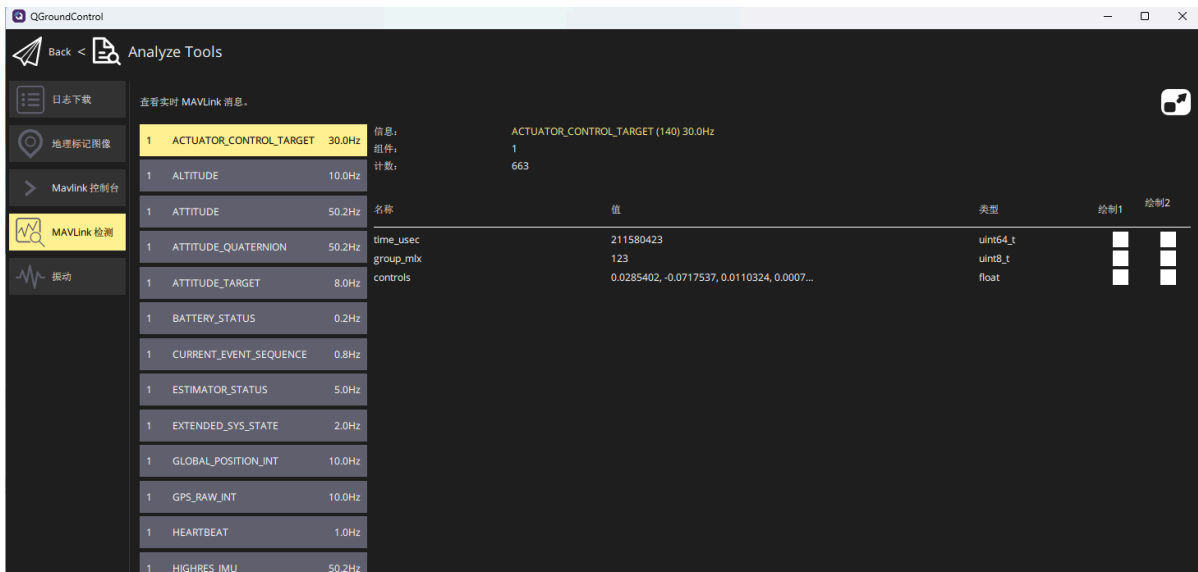 QGroundControl
Back < Analyze Tools
日志下载
地理标记图像
Mavlink 控制台
MAVLink 检测
振动
查看实时 MAVLink 消息。
1 ACTUATOR_CONTROL_TARGET 30.0Hz
1 ALTITUDE 10.0Hz
1 ATTITUDE 50.2Hz
1 ATTITUDE_QUATERNION 50.2Hz
1 ATTITUDE_TARGET 8.0Hz
1 BATTERY_STATUS 0.2Hz
1 CURRENT_EVENT_SEQUENCE 0.8Hz
1 ESTIMATOR_STATUS 5.0Hz
1 EXTENDED_SYS_STATE 2.0Hz
1 GLOBAL_POSITION_INT 10.0Hz
1 GPS_RAW_INT 10.0Hz
1 HEARTBEAT 1.0Hz
1 HIGHRES_IMU 50.2Hz
信息: ACTUATOR_CONTROL_TARGET (140) 30.0Hz
组件: 1
计数: 663
名称 值 类型 绘制1 绘制2
time_usec 211580423 uint64_t
group_mlx 123 uint8_t
controls 0.0285402, -0.0717537, 0.0110324, 0.0007... float